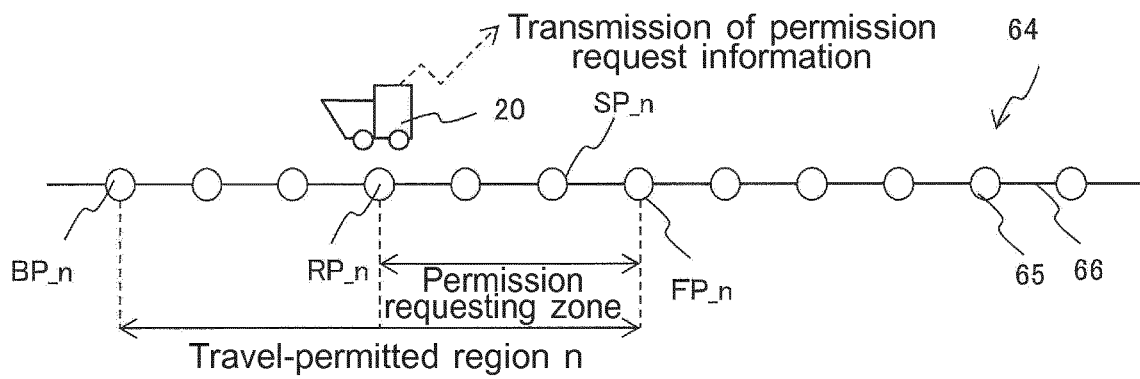 Transmission of permission
request information
64
20
SP_n
BP_n
RP_n
FP_n
65
66
Permission
requesting zone
Travel-permitted region n